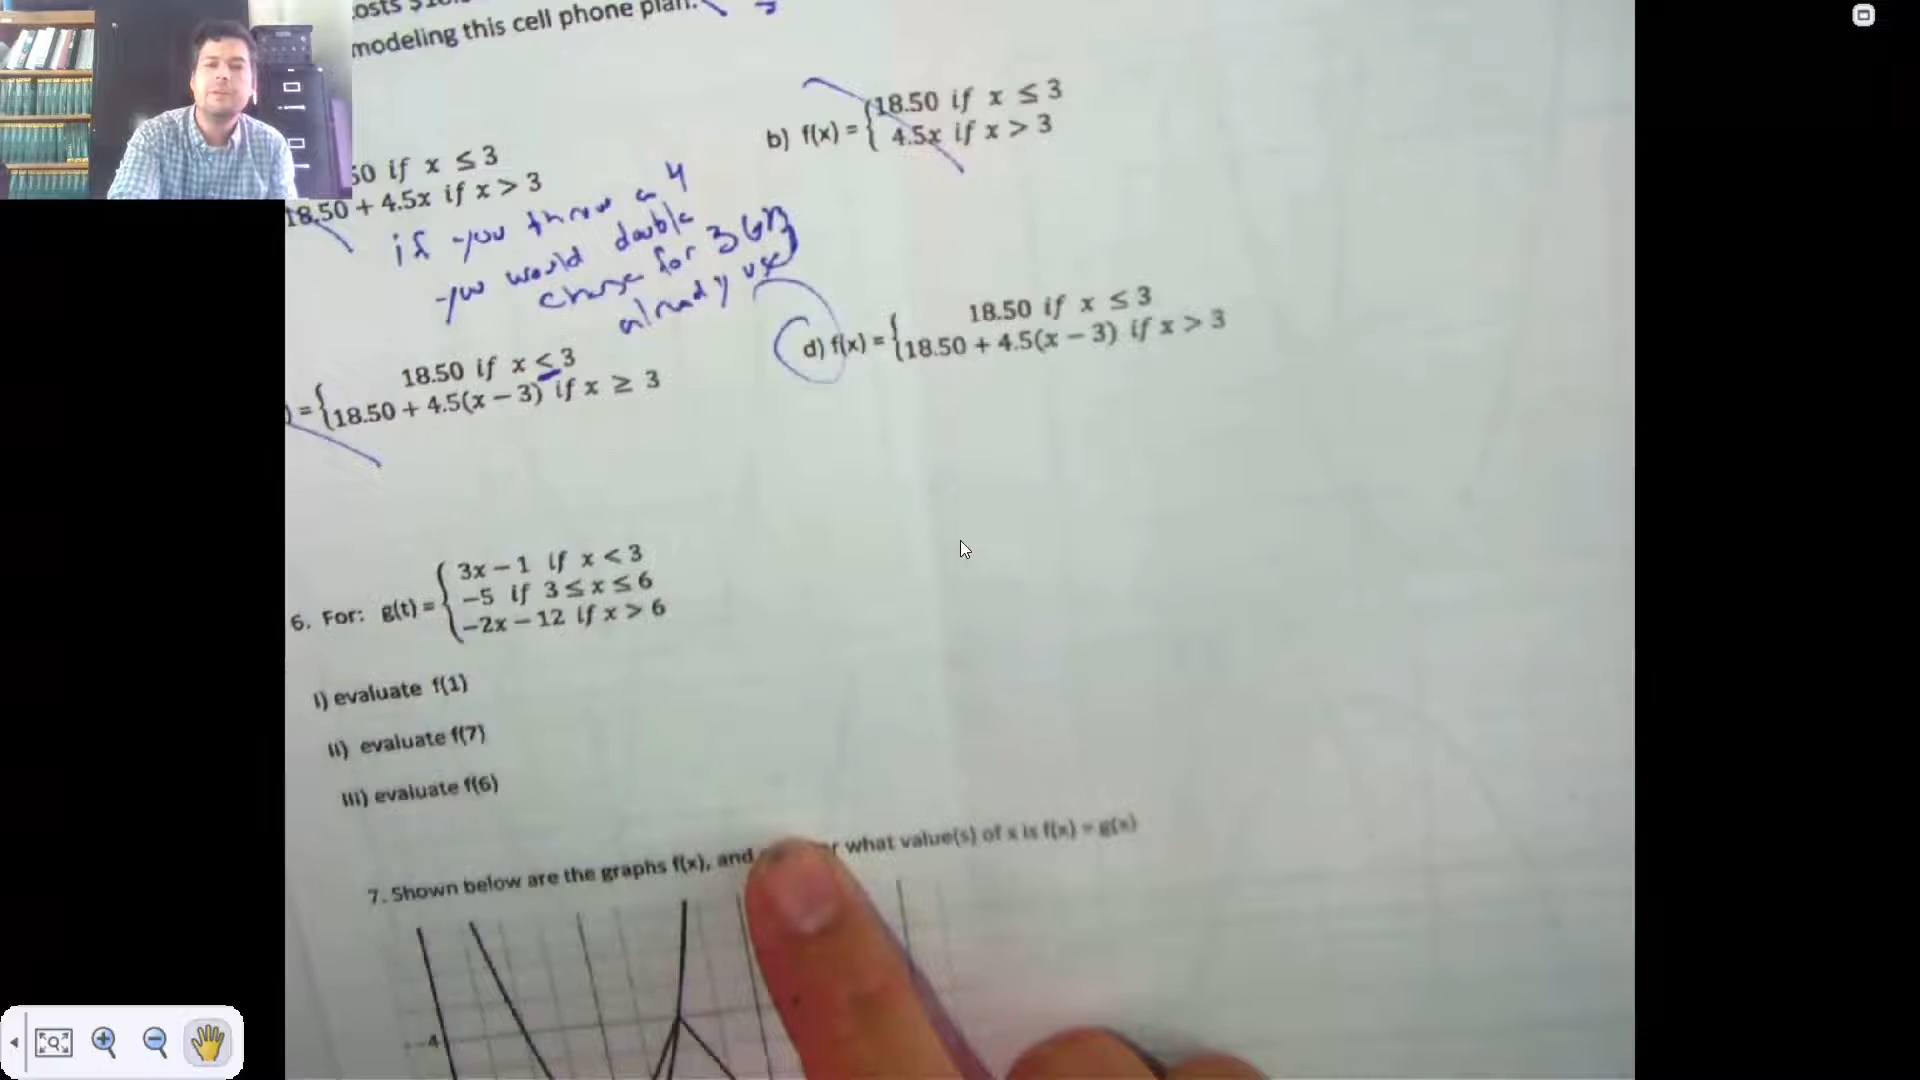 modeling this cell phone plan.
50 if x ≤ 3
18.50 + 4.5x if x > 3
b) f(x) = { 18.50 if x ≤ 3
4.5x if x > 3
if you threw a 4
you would double
charge for 3 GB
already
= { 18.50 if x ≤ 3
18.50 + 4.5(x − 3) if x ≥ 3
d) f(x) = { 18.50 if x ≤ 3
18.50 + 4.5(x − 3) if x > 3
6. For: g(t) = { 3x − 1 if x < 3
−5 if 3 ≤ x ≤ 6
−2x − 12 if x > 6
I) evaluate f(1)
II) evaluate f(7)
III) evaluate f(6)
7. Shown below are the graphs f(x), and what value(s) of x is f(x) = g(x)
4